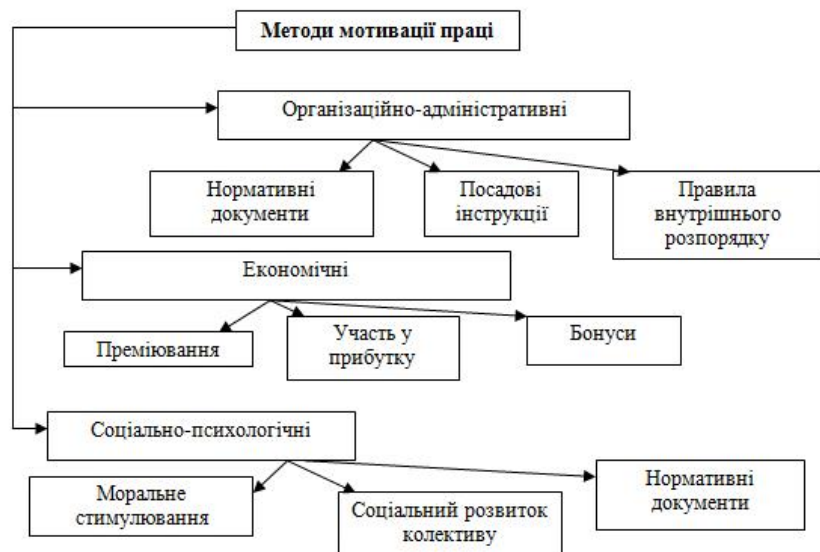 Методи мотивації праці
Організаційно-адміністративні
Нормативні
документи
Посадові
інструкції
Правила
внутрішнього
розпорядку
Економічні
Преміювання
Участь у
прибутку
Бонуси
Соціально-психологічні
Моральне
стимулювання
Соціальний розвиток
колективу
Нормативні
документи